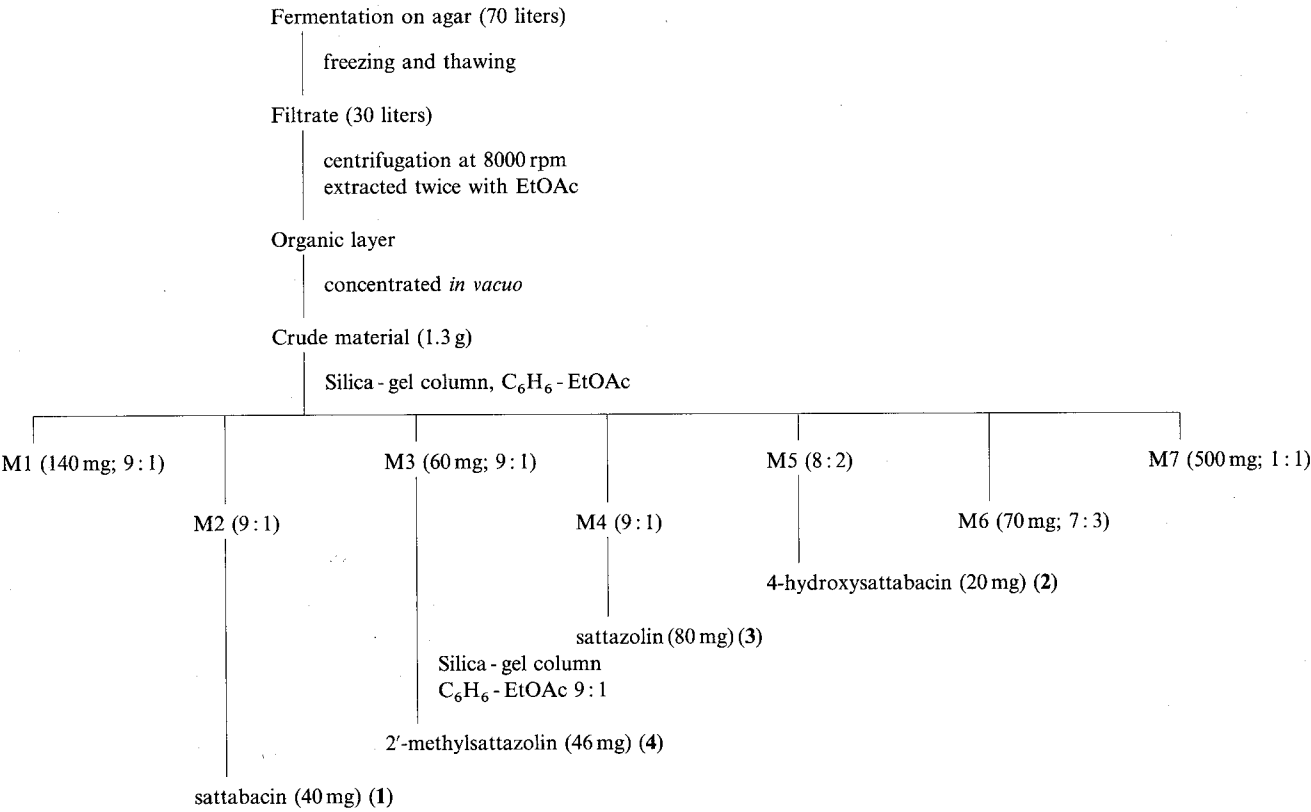 Fermentation on agar (70 liters)
freezing and thawing
Filtrate (30 liters)
centrifugation at 8000 rpm
extracted twice with EtOAc
Organic layer
concentrated in vacuo
Crude material (1.3 g)
Silica - gel column, C₆H₆ - EtOAc
M1 (140 mg; 9 : 1)
M3 (60 mg; 9 : 1)
M5 (8 : 2)
M7 (500 mg; 1 : 1)
M2 (9 : 1)
M4 (9 : 1)
M6 (70 mg; 7 : 3)
4-hydroxysattabacin (20 mg) (2)
sattazolin (80 mg) (3)
Silica - gel column
C₆H₆ - EtOAc 9 : 1
2′-methylsattazolin (46 mg) (4)
sattabacin (40 mg) (1)